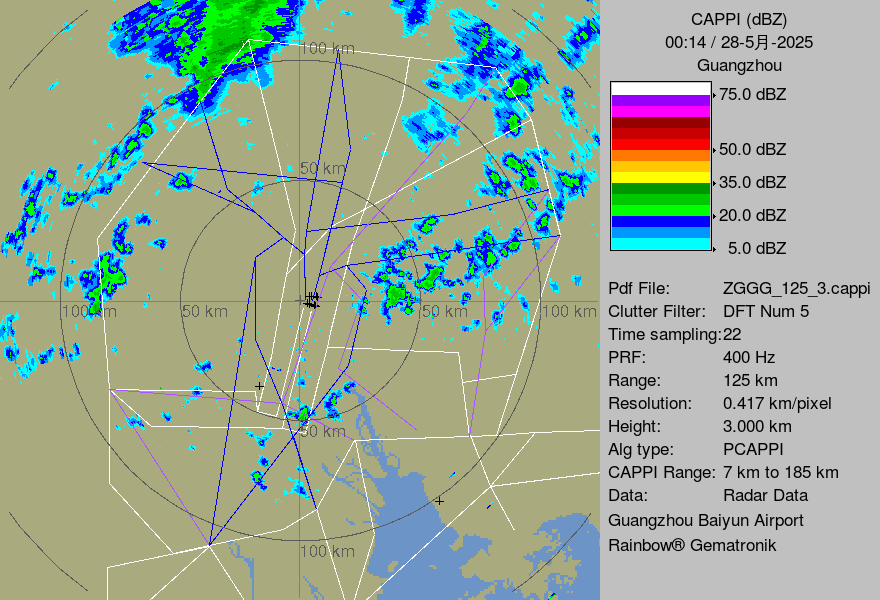 CAPPI (dBZ)
00:14 / 28-5月-2025
Guangzhou
75.0 dBZ
50.0 dBZ
35.0 dBZ
20.0 dBZ
5.0 dBZ
Pdf File: ZGGG_125_3.cappi
Clutter Filter: DFT Num 5
Time sampling:22
PRF: 400 Hz
Range: 125 km
Resolution: 0.417 km/pixel
Height: 3.000 km
Alg type: PCAPPI
CAPPI Range: 7 km to 185 km
Data: Radar Data
Guangzhou Baiyun Airport
Rainbow® Gematronik
100 km
50 km
100 km
50 km
50 km
100 km
50 km
100 km